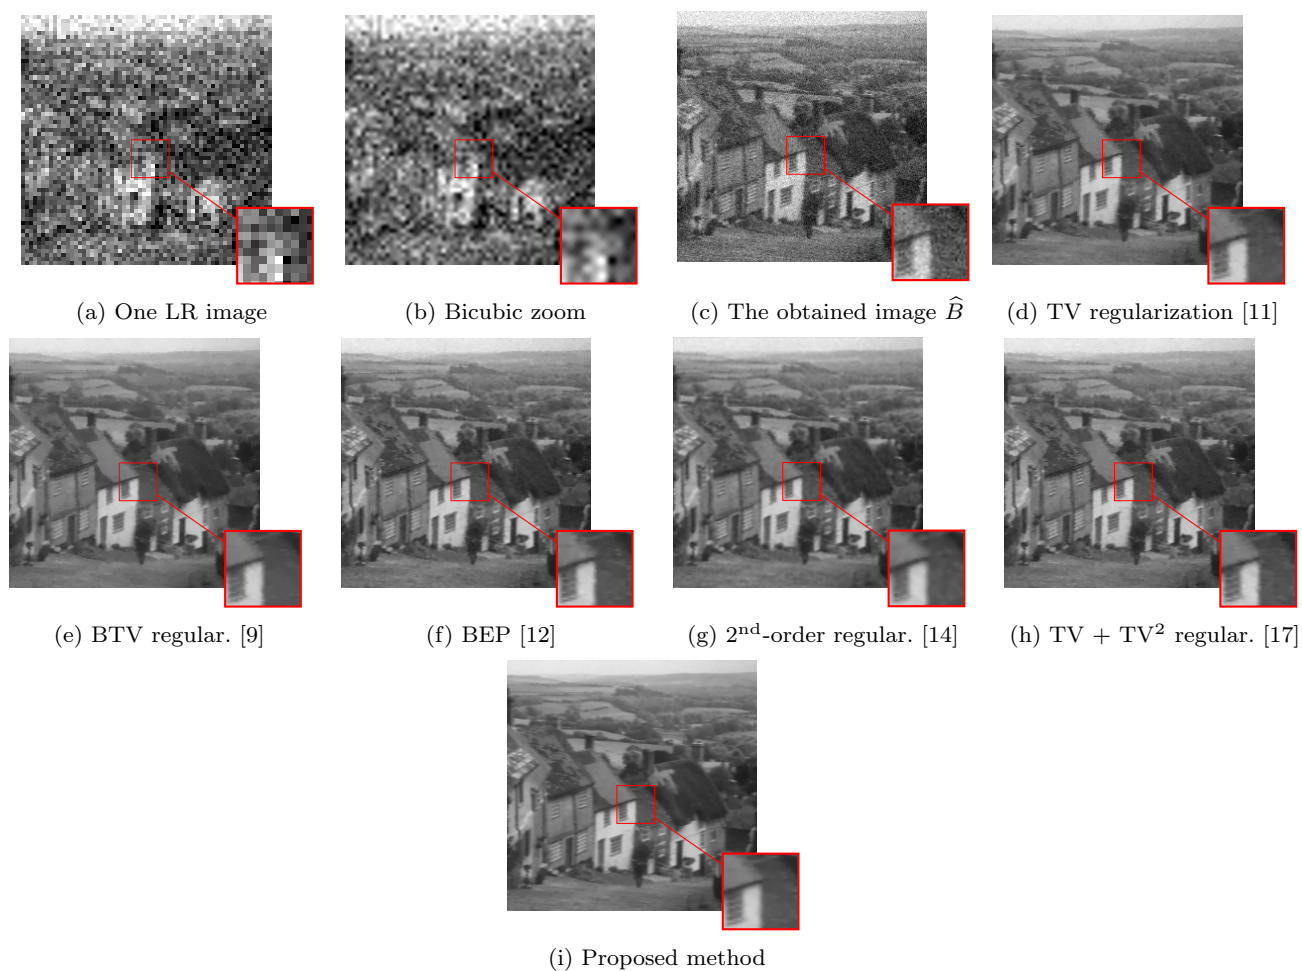 (a) One LR image
(b) Bicubic zoom
(c) The obtained image B̂
(d) TV regularization [11]
(e) BTV regular. [9]
(f) BEP [12]
(g) 2ⁿᵈ-order regular. [14]
(h) TV + TV² regular. [17]
(i) Proposed method